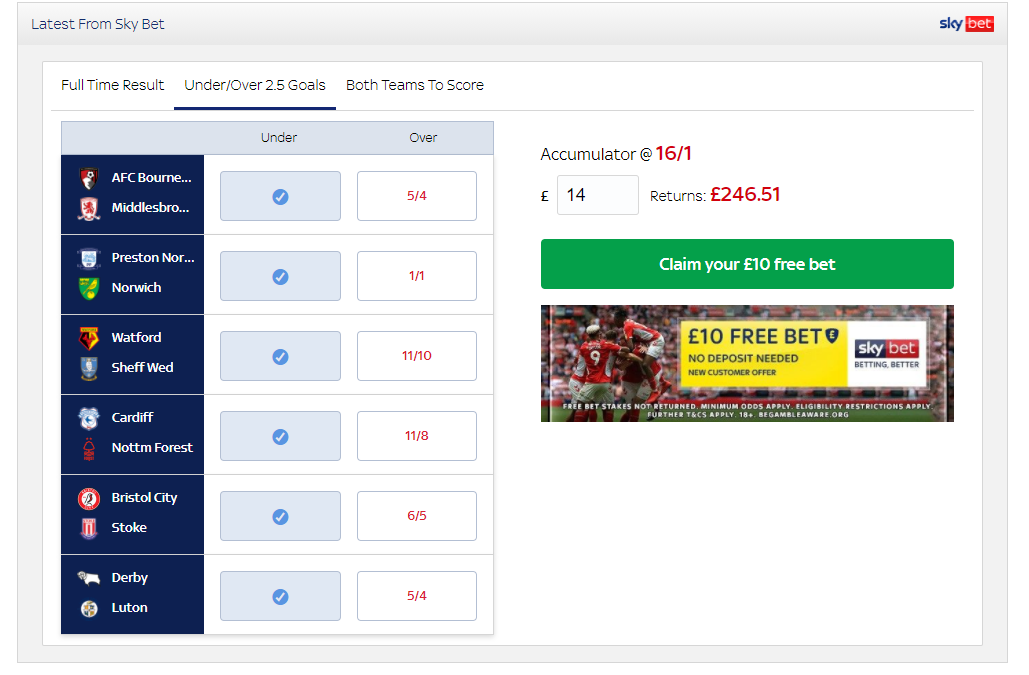 Latest From Sky Bet
sky bet
Full Time Result Under/Over 2.5 Goals Both Teams To Score
Under Over
AFC Bourne...
Middlesbro...
5/4
Preston Nor...
Norwich
1/1
Watford
Sheff Wed
11/10
Cardiff
Nottm Forest
11/8
Bristol City
Stoke
6/5
Derby
Luton
5/4
Accumulator @ 16/1
£ 14 Returns: £246.51
Claim your £10 free bet
9
£10 FREE BET £
NO DEPOSIT NEEDED
NEW CUSTOMER OFFER
sky bet
BETTING, BETTER
FREE BET STAKES NOT RETURNED. MINIMUM ODDS APPLY. ELIGIBILITY RESTRICTIONS APPLY.
FURTHER T&CS APPLY. 18+. BEGAMBLEAWARE.ORG